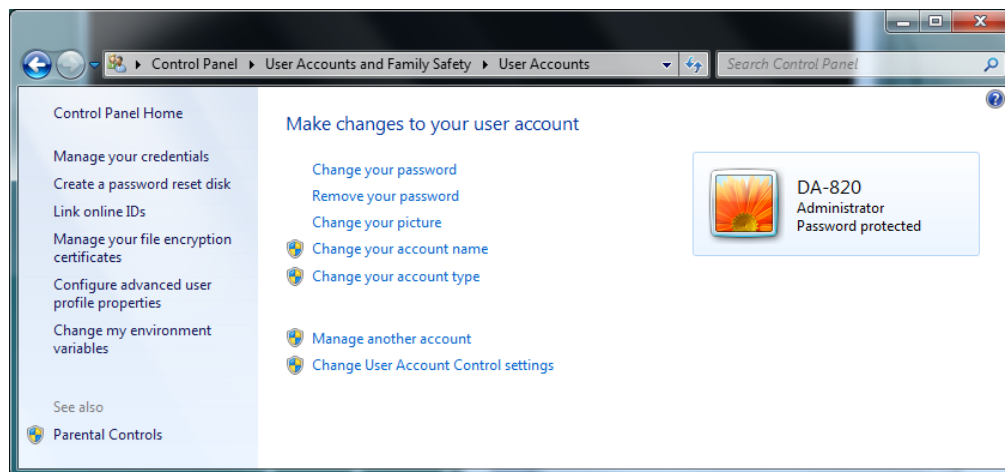 Control Panel User Accounts and Family Safety User Accounts
Search Control Panel
Control Panel Home
Manage your credentials
Create a password reset disk
Link online IDs
Manage your file encryption
certificates
Configure advanced user
profile properties
Change my environment
variables
See also
Parental Controls
Make changes to your user account
Change your password
Remove your password
Change your picture
Change your account name
Change your account type
Manage another account
Change User Account Control settings
DA-820
Administrator
Password protected